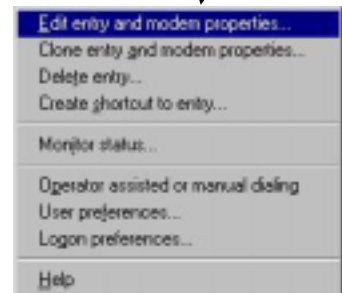 Edit entry and modem properties...
Clone entry and modem properties...
Delete entry...
Create shortcut to entry...
Monitor status...
Operator assisted or manual dialing
User preferences...
Logon preferences...
Help